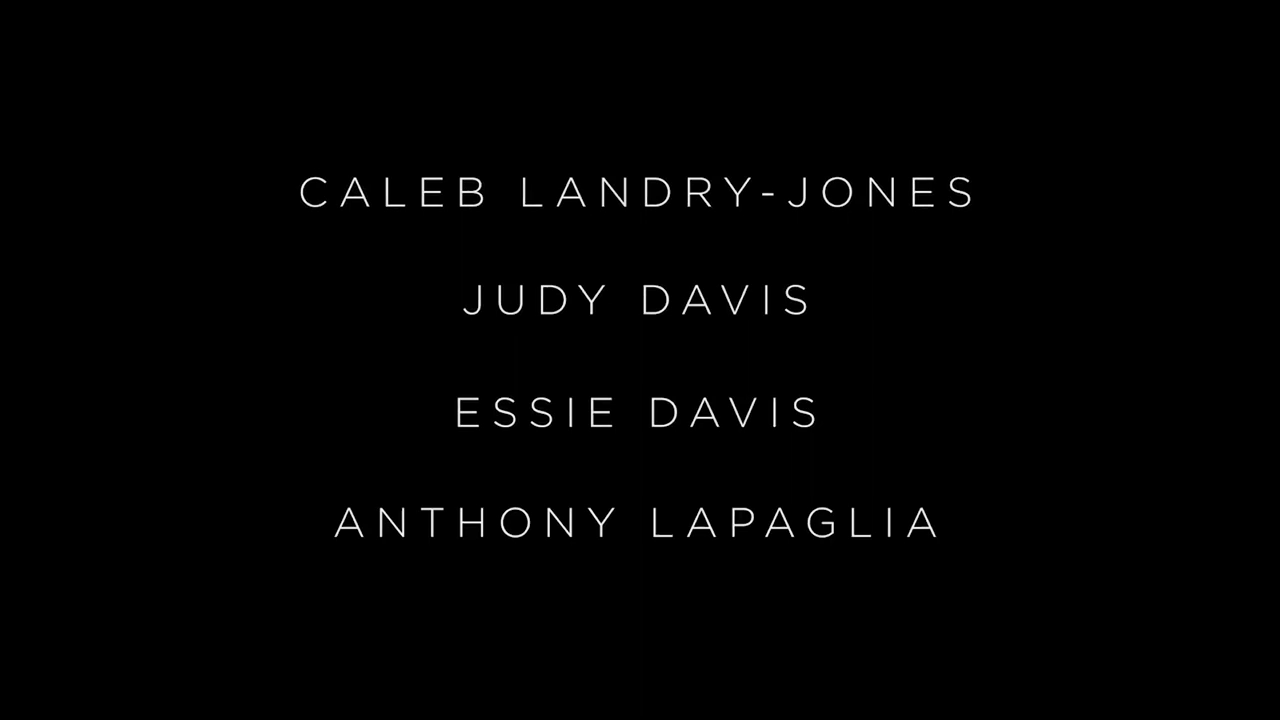 CALEB LANDRY-JONES
JUDY DAVIS
ESSIE DAVIS
ANTHONY LAPAGLIA